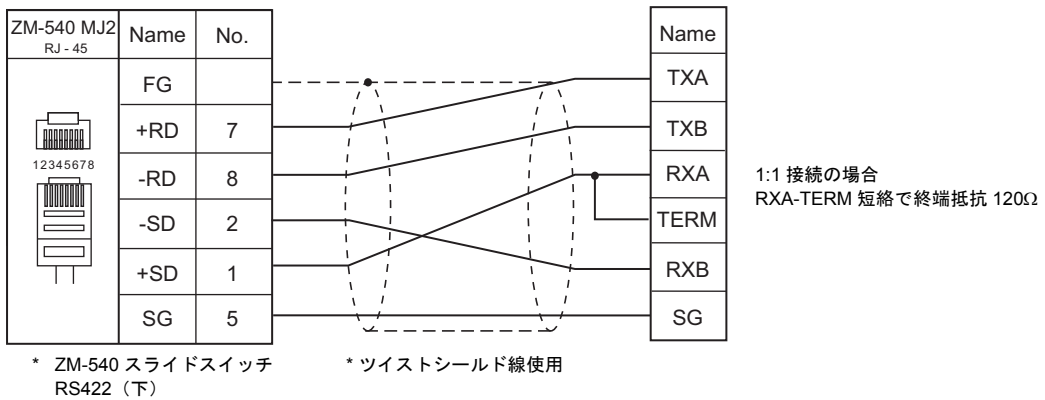 ZM-540 MJ2 Name No. Name
RJ - 45
FG TXA
+RD 7 TXB
12345678
-RD 8 RXA
1:1 接続の場合
RXA-TERM 短絡で終端抵抗 120Ω
-SD 2 TERM
+SD 1 RXB
SG 5 SG
* ZM-540 スライドスイッチ
RS422（下）
* ツイストシールド線使用